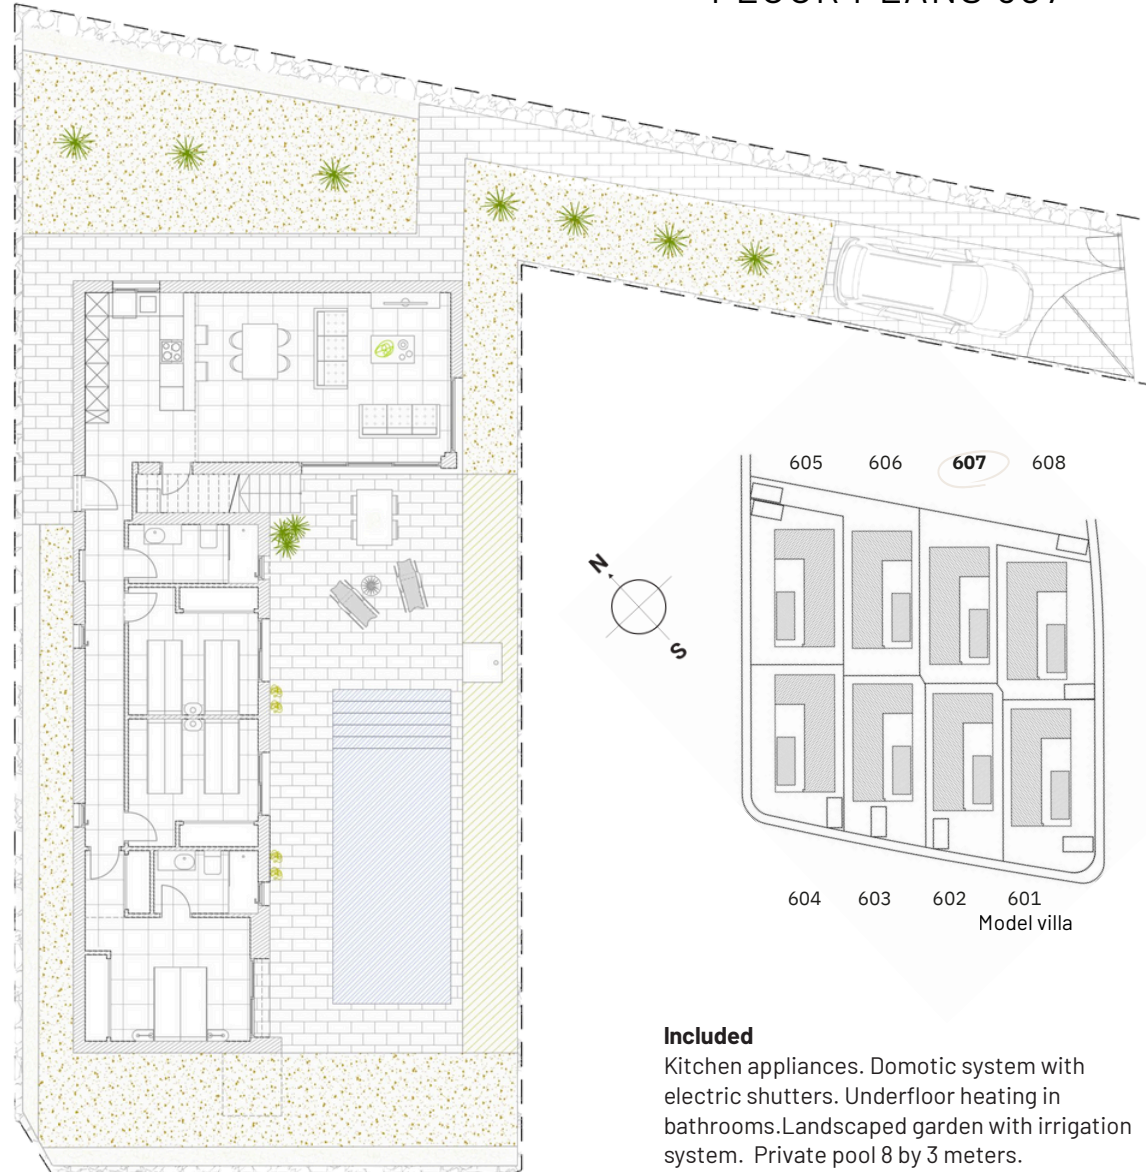 605 606 607 608
N
S
604 603 602 601
Model villa
Included
Kitchen appliances. Domotic system with
electric shutters. Underfloor heating in
bathrooms.Landscaped garden with irrigation
system. Private pool 8 by 3 meters.